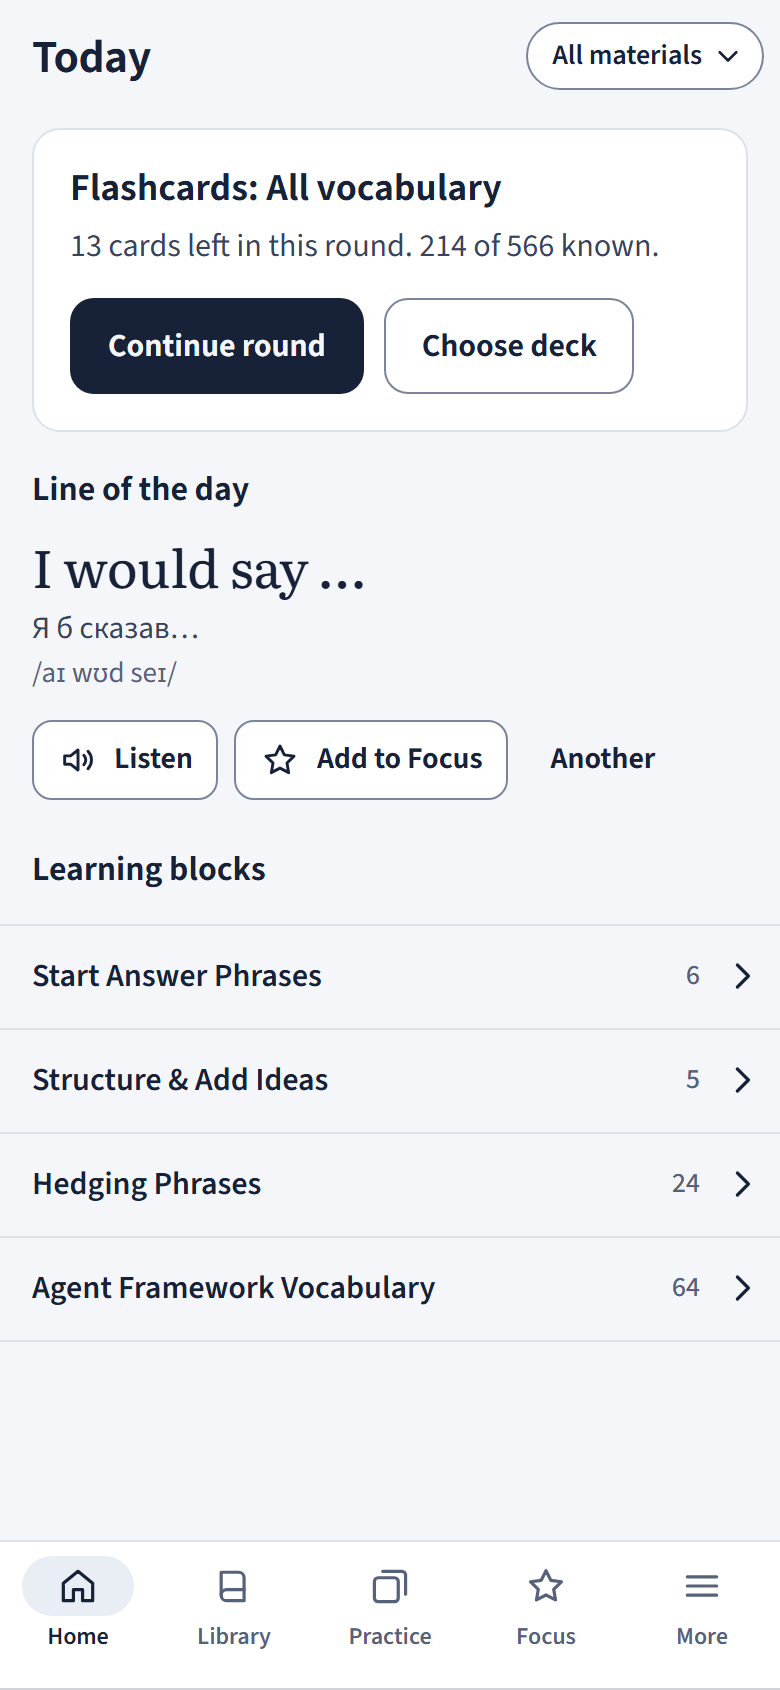 Today
All materials
Flashcards: All vocabulary
13 cards left in this round. 214 of 566 known.
Continue round
Choose deck
Line of the day
I would say ...
Я б сказав...
/aɪ wʊd seɪ/
Listen
Add to Focus
Another
Learning blocks
Start Answer Phrases 6
Structure & Add Ideas 5
Hedging Phrases 24
Agent Framework Vocabulary 64
Home
Library
Practice
Focus
More